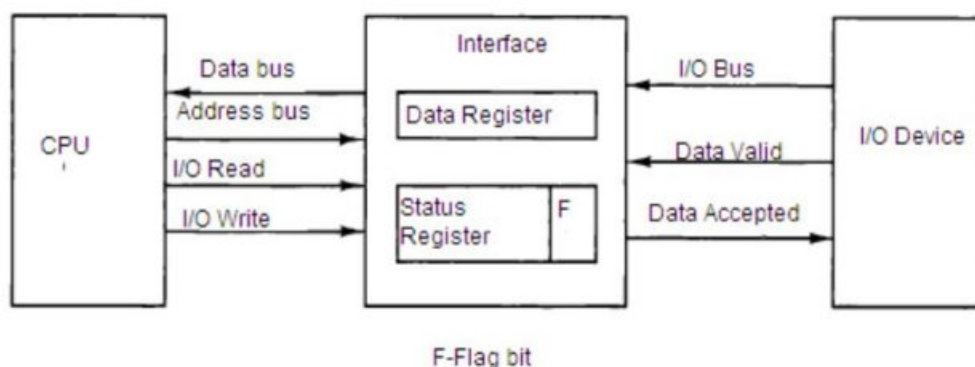 Interface
Data bus
I/O Bus
Address bus
Data Register
CPU
I/O Device
Data Valid
I/O Read
Status
Register
F
I/O Write
Data Accepted
F-Flag bit